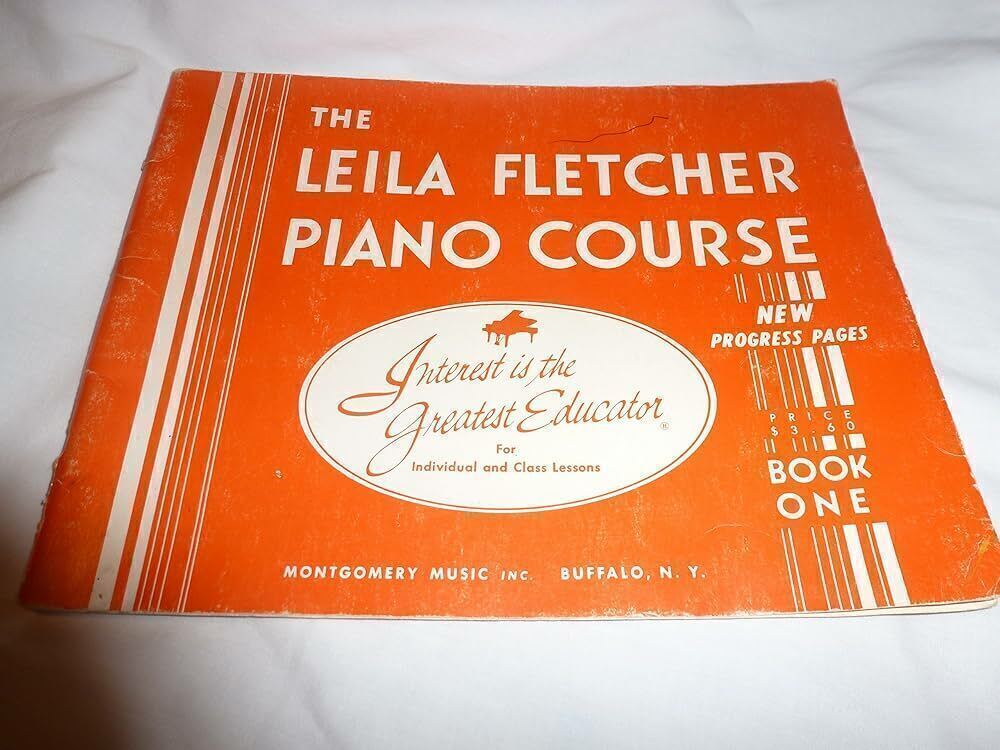 THE
LEILA FLETCHER
PIANO COURSE
NEW
PROGRESS PAGES
Interest is the
Greatest Educator ®
For
Individual and Class Lessons
PRICE
$3.60
BOOK
ONE
MONTGOMERY MUSIC INC. BUFFALO, N. Y.